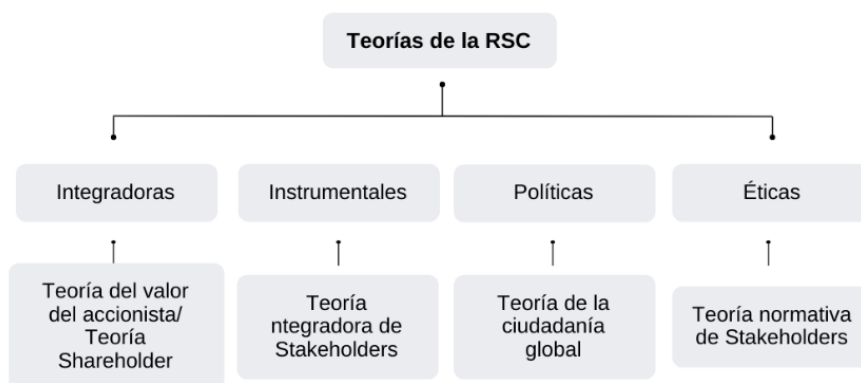 Teorías de la RSC
Integradoras
Instrumentales
Políticas
Éticas
Teoría del valor
del accionista/
Teoría
Shareholder
Teoría
ntegradora de
Stakeholders
Teoría de la
ciudadanía
global
Teoría normativa
de Stakeholders